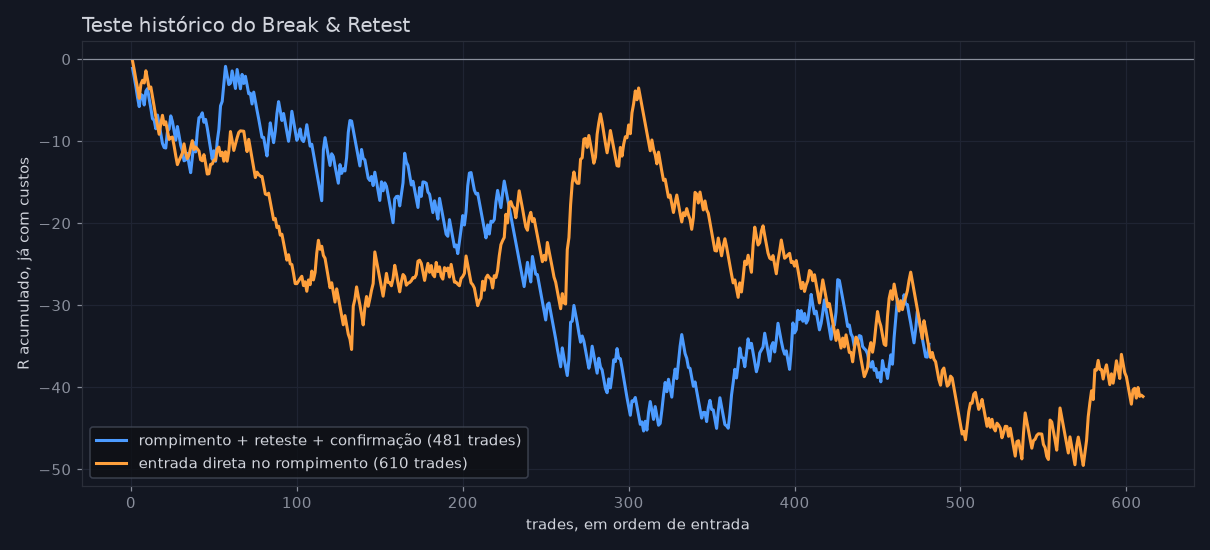 Teste histórico do Break & Retest
R acumulado, já com custos
0
−10
−20
−30
−40
−50
rompimento + reteste + confirmação (481 trades)
entrada direta no rompimento (610 trades)
0 100 200 300 400 500 600
trades, em ordem de entrada